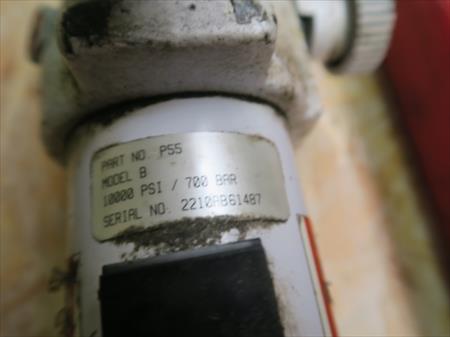 PART NO. P55
MODEL B
10000 PSI / 700 BAR
SERIAL NO. 2210AB61487